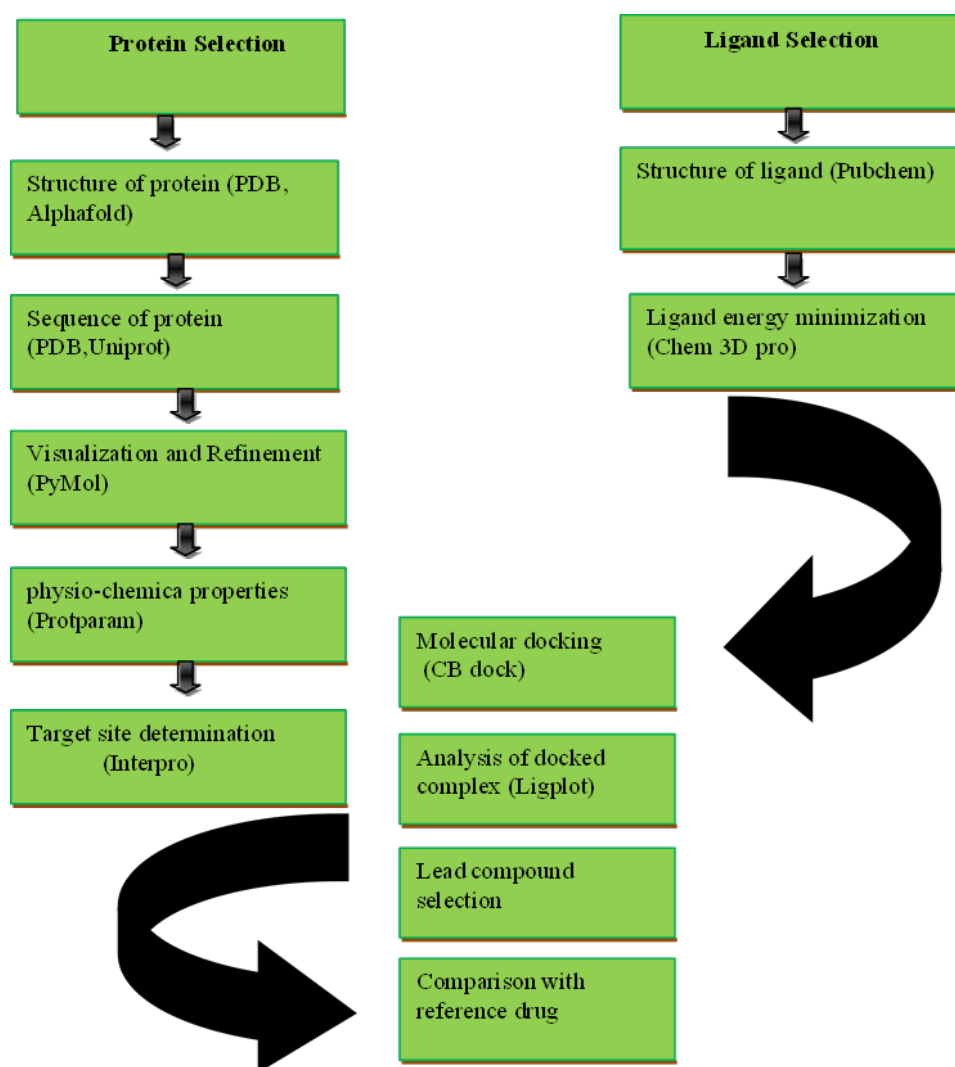 Protein Selection
Structure of protein (PDB,
Alphafold)
Sequence of protein
(PDB,Uniprot)
Visualization and Refinement
(PyMol)
physio-chemica properties
(Protparam)
Target site determination
(Interpro)
Ligand Selection
Structure of ligand (Pubchem)
Ligand energy minimization
(Chem 3D pro)
Molecular docking
(CB dock)
Analysis of docked
complex (Ligplot)
Lead compound
selection
Comparison with
reference drug